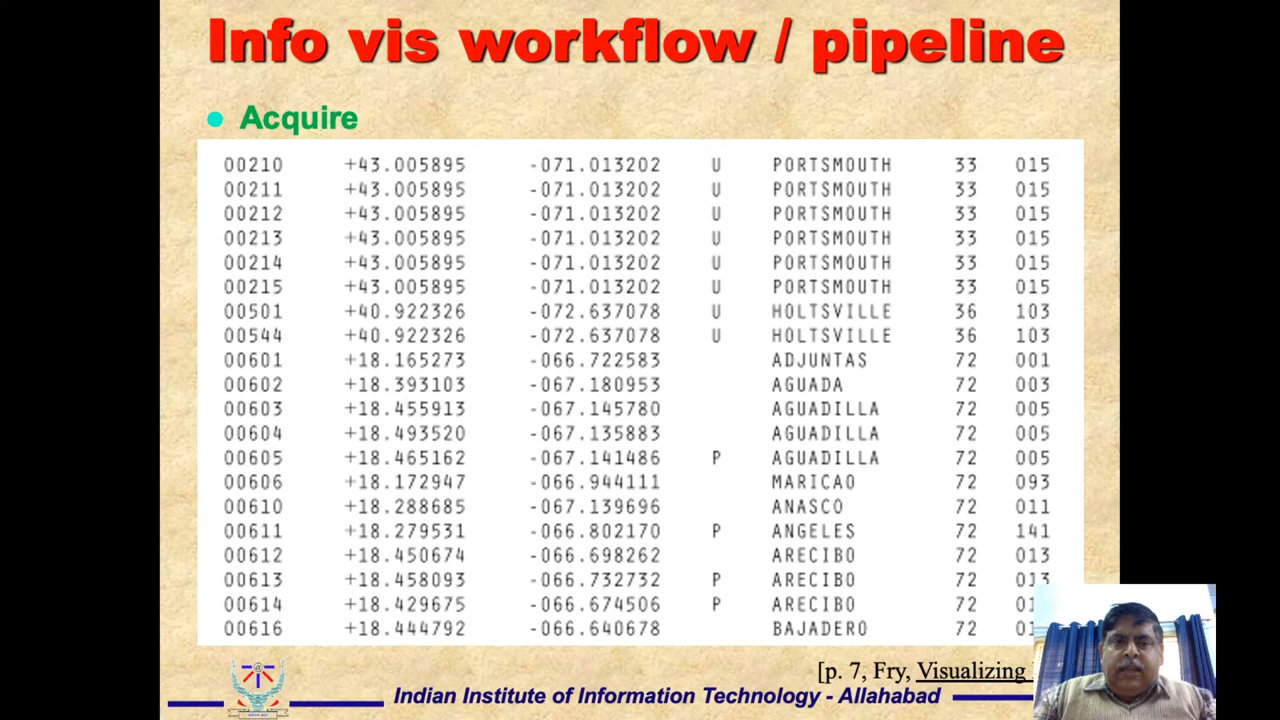 Info vis workflow / pipeline
Acquire
00210 +43.005895 -071.013202 U PORTSMOUTH 33 015
00211 +43.005895 -071.013202 U PORTSMOUTH 33 015
00212 +43.005895 -071.013202 U PORTSMOUTH 33 015
00213 +43.005895 -071.013202 U PORTSMOUTH 33 015
00214 +43.005895 -071.013202 U PORTSMOUTH 33 015
00215 +43.005895 -071.013202 U PORTSMOUTH 33 015
00501 +40.922326 -072.637078 U HOLTSVILLE 36 103
00544 +40.922326 -072.637078 U HOLTSVILLE 36 103
00601 +18.165273 -066.722583 ADJUNTAS 72 001
00602 +18.393103 -067.180953 AGUADA 72 003
00603 +18.455913 -067.145780 AGUADILLA 72 005
00604 +18.493520 -067.135883 AGUADILLA 72 005
00605 +18.465162 -067.141486 P AGUADILLA 72 005
00606 +18.172947 -066.944111 MARICAO 72 093
00610 +18.288685 -067.139696 ANASCO 72 011
00611 +18.279531 -066.802170 P ANGELES 72 141
00612 +18.450674 -066.698262 ARECIBO 72 013
00613 +18.458093 -066.732732 P ARECIBO 72 013
00614 +18.429675 -066.674506 P ARECIBO 72
00616 +18.444792 -066.640678 BAJADERO 72
[p. 7, Fry, Visualizing
Indian Institute of Information Technology - Allahabad